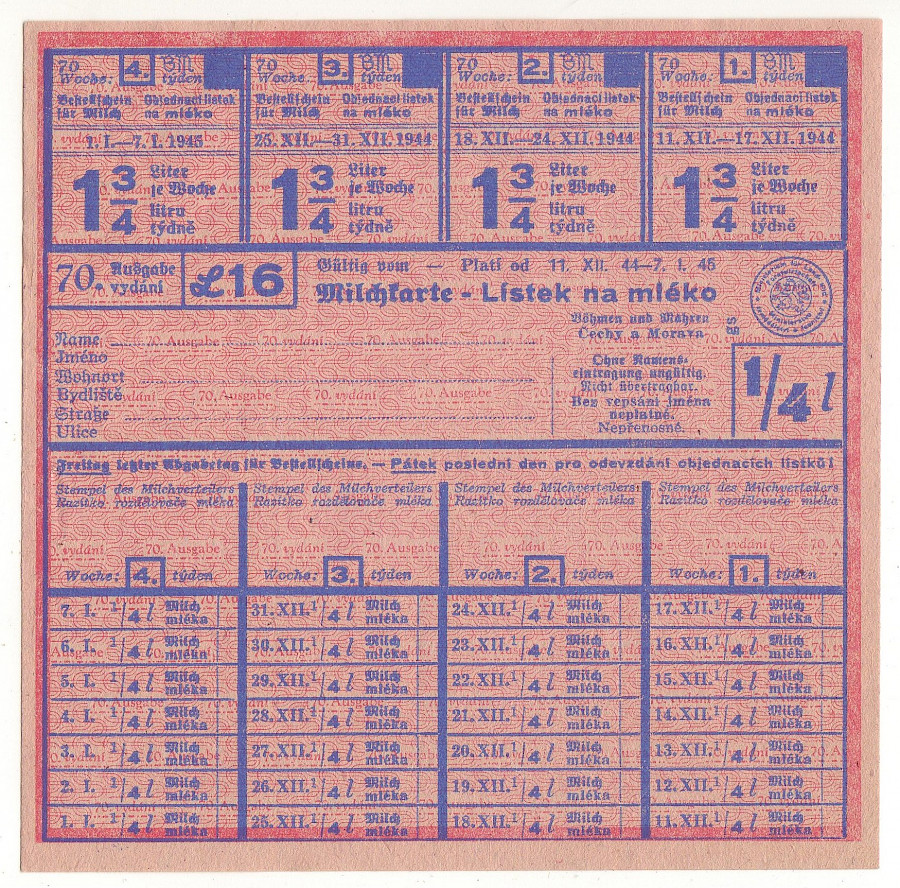 70 SM
Woche: 4. týden
Bestellschein Objednací lístek
für Milch na mléko
1. I.—7. I. 1945
1 3/4 Liter
je Woche
litru
týdně
70 SM
Woche: 3. týden
Bestellschein Objednací lístek
für Milch na mléko
25. XII.—31. XII. 1944
1 3/4 Liter
je Woche
litru
týdně
70 SM
Woche: 2. týden
Bestellschein Objednací lístek
für Milch na mléko
18. XII.—24. XII. 1944
1 3/4 Liter
je Woche
litru
týdně
70 SM
Woche: 1. týden
Bestellschein Objednací lístek
für Milch na mléko
11. XII.—17. XII. 1944
1 3/4 Liter
je Woche
litru
týdně
70. Ausgabe
vydání
L16
Gültig vom — Platí od 11. XII. 44—7. I. 45
Milchkarte - Lístek na mléko
Böhmen und Mähren
Čechy a Morava
Name
Jméno
Wohnort
Bydliště
Straße
Ulice
Ohne Namens-
eintragung ungültig.
Nicht übertragbar.
Bez vepsání jména
neplatné.
Nepřenosné.
1/4 l
Freitag letzter Abgabetag für Bestellscheine. — Pátek poslední den pro odevzdání objednacích lístků!
Stempel des Milchverteilers
Razítko rozdělovače mléka
Woche: 4. týden
Stempel des Milchverteilers
Razítko rozdělovače mléka
Woche: 3. týden
Stempel des Milchverteilers
Razítko rozdělovače mléka
Woche: 2. týden
Stempel des Milchverteilers
Razítko rozdělovače mléka
Woche: 1. týden
7. I. 1/4 l Milch mléka 31. XII. 1/4 l Milch mléka 24. XII. 1/4 l Milch mléka 17. XII. 1/4 l Milch mléka
6. I. 1/4 l Milch mléka 30. XII. 1/4 l Milch mléka 23. XII. 1/4 l Milch mléka 16. XII. 1/4 l Milch mléka
5. I. 1/4 l Milch mléka 29. XII. 1/4 l Milch mléka 22. XII. 1/4 l Milch mléka 15. XII. 1/4 l Milch mléka
4. I. 1/4 l Milch mléka 28. XII. 1/4 l Milch mléka 21. XII. 1/4 l Milch mléka 14. XII. 1/4 l Milch mléka
3. I. 1/4 l Milch mléka 27. XII. 1/4 l Milch mléka 20. XII. 1/4 l Milch mléka 13. XII. 1/4 l Milch mléka
2. I. 1/4 l Milch mléka 26. XII. 1/4 l Milch mléka 19. XII. 1/4 l Milch mléka 12. XII. 1/4 l Milch mléka
1. I. 1/4 l Milch mléka 25. XII. 1/4 l Milch mléka 18. XII. 1/4 l Milch mléka 11. XII. 1/4 l Milch mléka